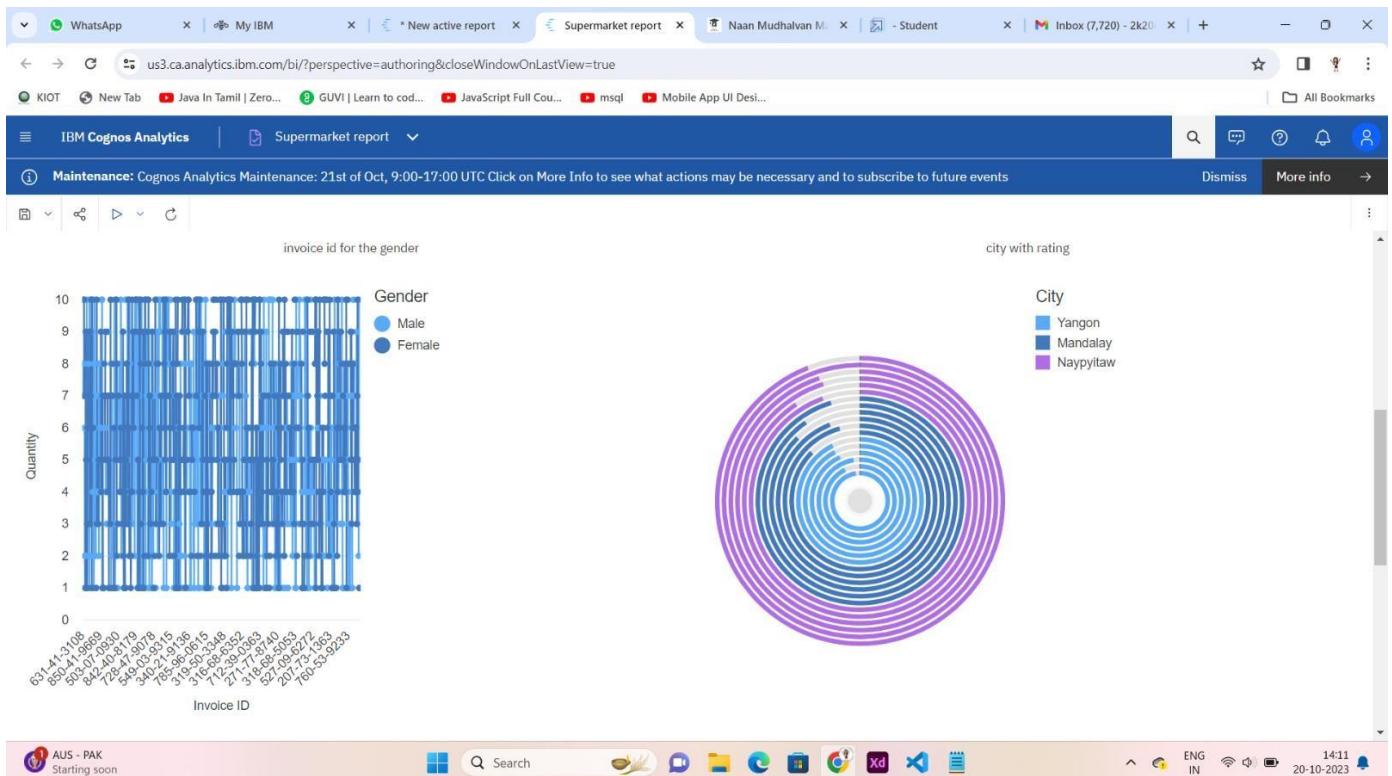 WhatsApp
My IBM
* New active report
Supermarket report
Naan Mudhalvan Ma
- Student
Inbox (7,720) - 2k20
us3.ca.analytics.ibm.com/bi/?perspective=authoring&closeWindowOnLastView=true
KIOT
New Tab
Java In Tamil | Zero...
GUVI | Learn to cod...
JavaScript Full Cou...
msql
Mobile App UI Desi...
All Bookmarks
IBM Cognos Analytics
Supermarket report
Maintenance: Cognos Analytics Maintenance: 21st of Oct, 9:00-17:00 UTC Click on More Info to see what actions may be necessary and to subscribe to future events
Dismiss
More info
invoice id for the gender
Quantity
10
9
8
7
6
5
4
3
2
1
0
631-41-3108
850-41-9669
503-07-0930
842-40-8179
728-47-9078
549-03-9315
340-21-9136
785-96-0615
319-50-3348
316-68-6352
712-39-0363
271-77-8740
318-68-5053
527-09-6272
207-73-1363
760-53-9233
Invoice ID
Gender
Male
Female
city with rating
City
Yangon
Mandalay
Naypyitaw
1
AUS - PAK
Starting soon
Search
Xd
ENG
IN
14:11
20-10-2023